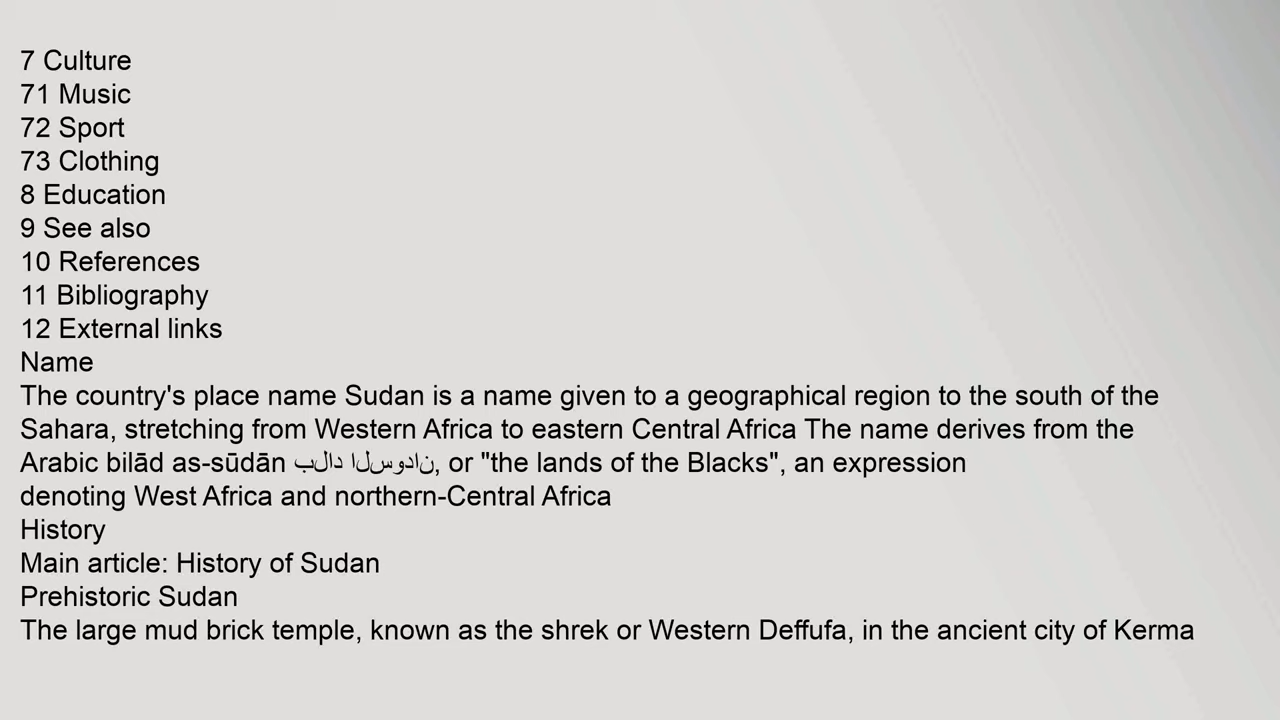 7 Culture
71 Music
72 Sport
73 Clothing
8 Education
9 See also
10 References
11 Bibliography
12 External links
Name
The country's place name Sudan is a name given to a geographical region to the south of the
Sahara, stretching from Western Africa to eastern Central Africa The name derives from the
Arabic bilād as-sūdān بلاد السودان, or "the lands of the Blacks", an expression
denoting West Africa and northern-Central Africa
History
Main article: History of Sudan
Prehistoric Sudan
The large mud brick temple, known as the shrek or Western Deffufa, in the ancient city of Kerma